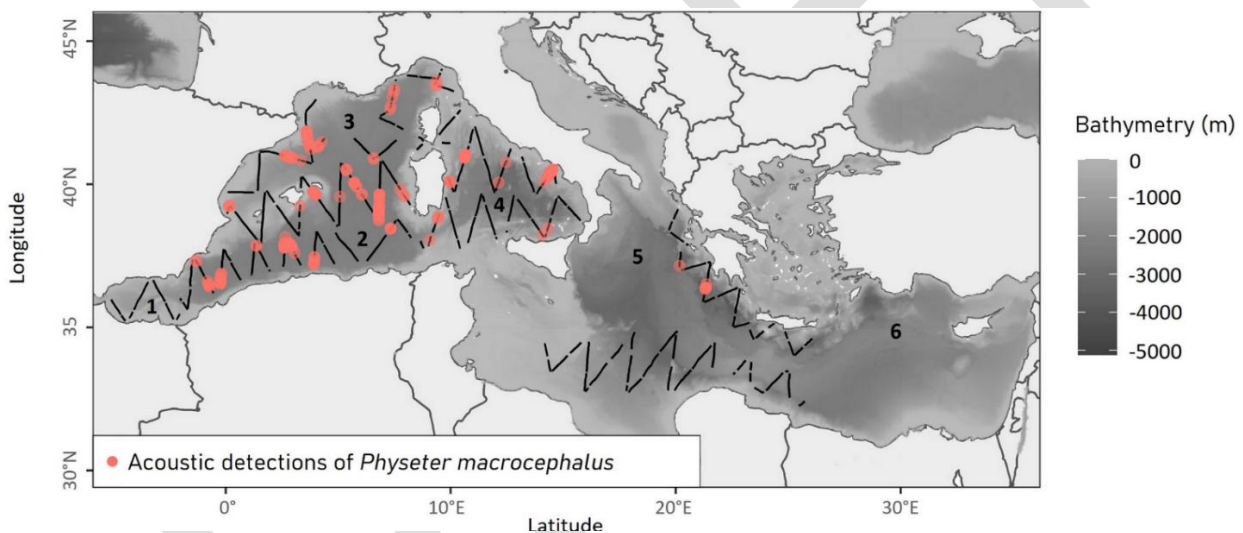 45°N
40°N
35°N
30°N
Longitude
1
2
3
4
5
6
Acoustic detections of Physeter macrocephalus
0°
10°E
20°E
30°E
Latitude
Bathymetry (m)
0
-1000
-2000
-3000
-4000
-5000